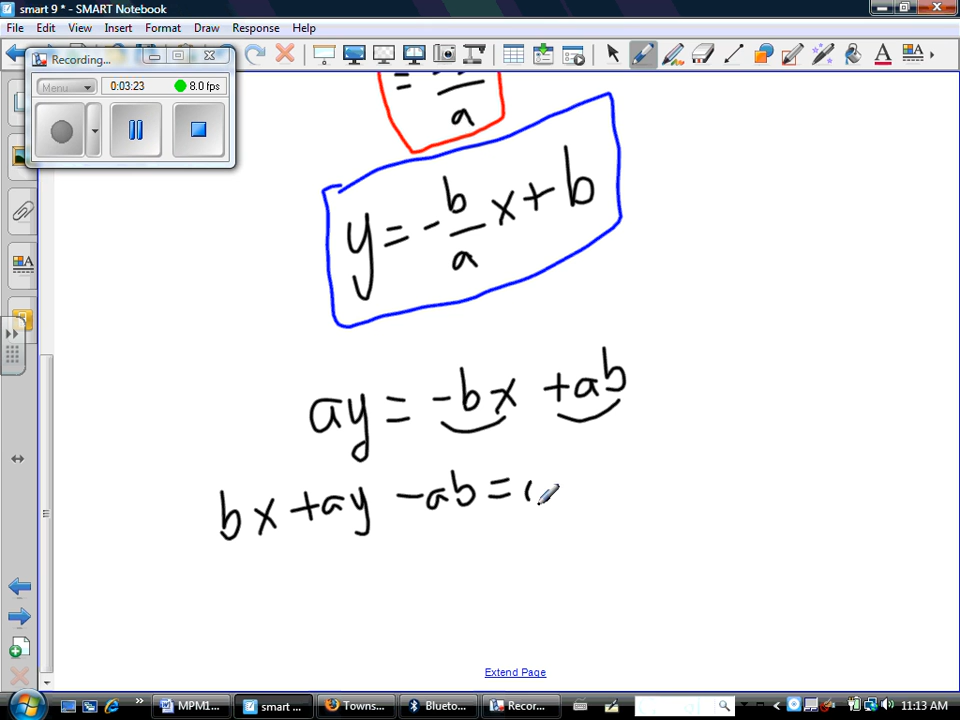 smart 9 * - SMART Notebook
File Edit View Insert Format Draw Response Help
Recording...
Menu 0:03:23 8.0 fps
= — a
y = -b/a x + b
ay = -bx + ab
bx + ay - ab =
Extend Page
MPM1... smart ... Towns... Blueto... Recor... 11:13 AM